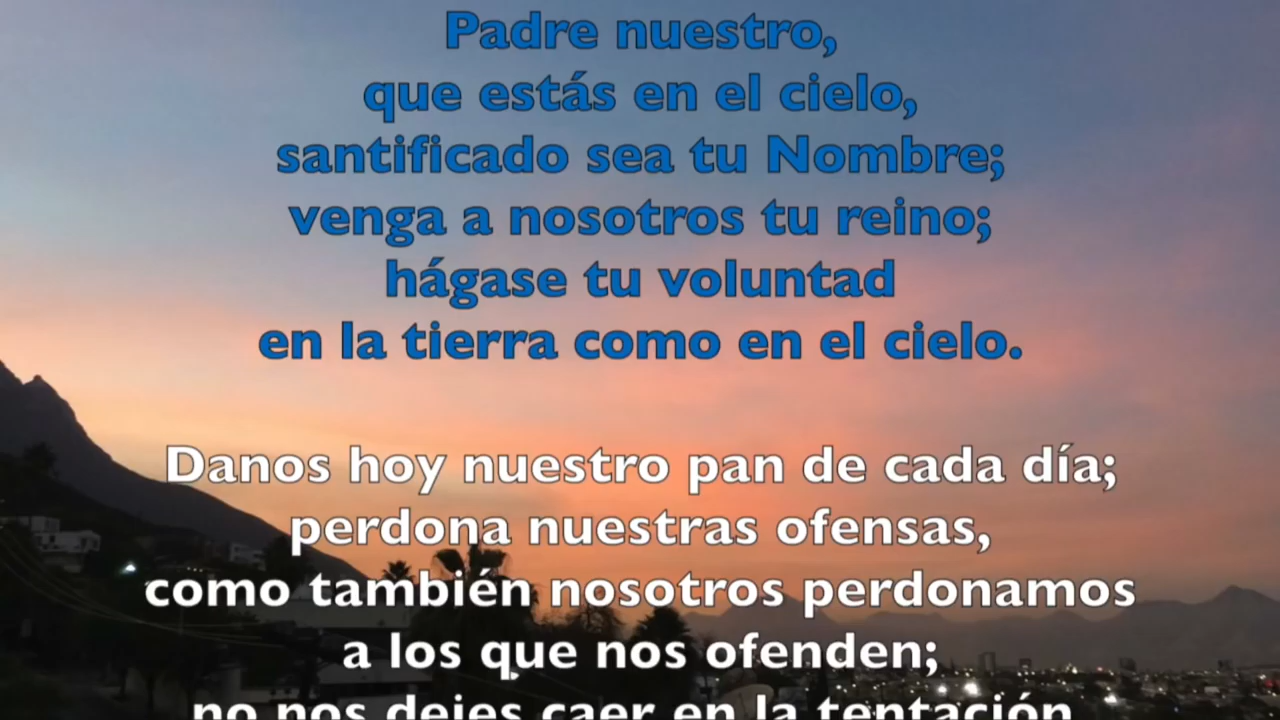 Padre nuestro,
que estás en el cielo,
santificado sea tu Nombre;
venga a nosotros tu reino;
hágase tu voluntad
en la tierra como en el cielo.
Danos hoy nuestro pan de cada día;
perdona nuestras ofensas,
como también nosotros perdonamos
a los que nos ofenden;
no nos dejes caer en la tentación